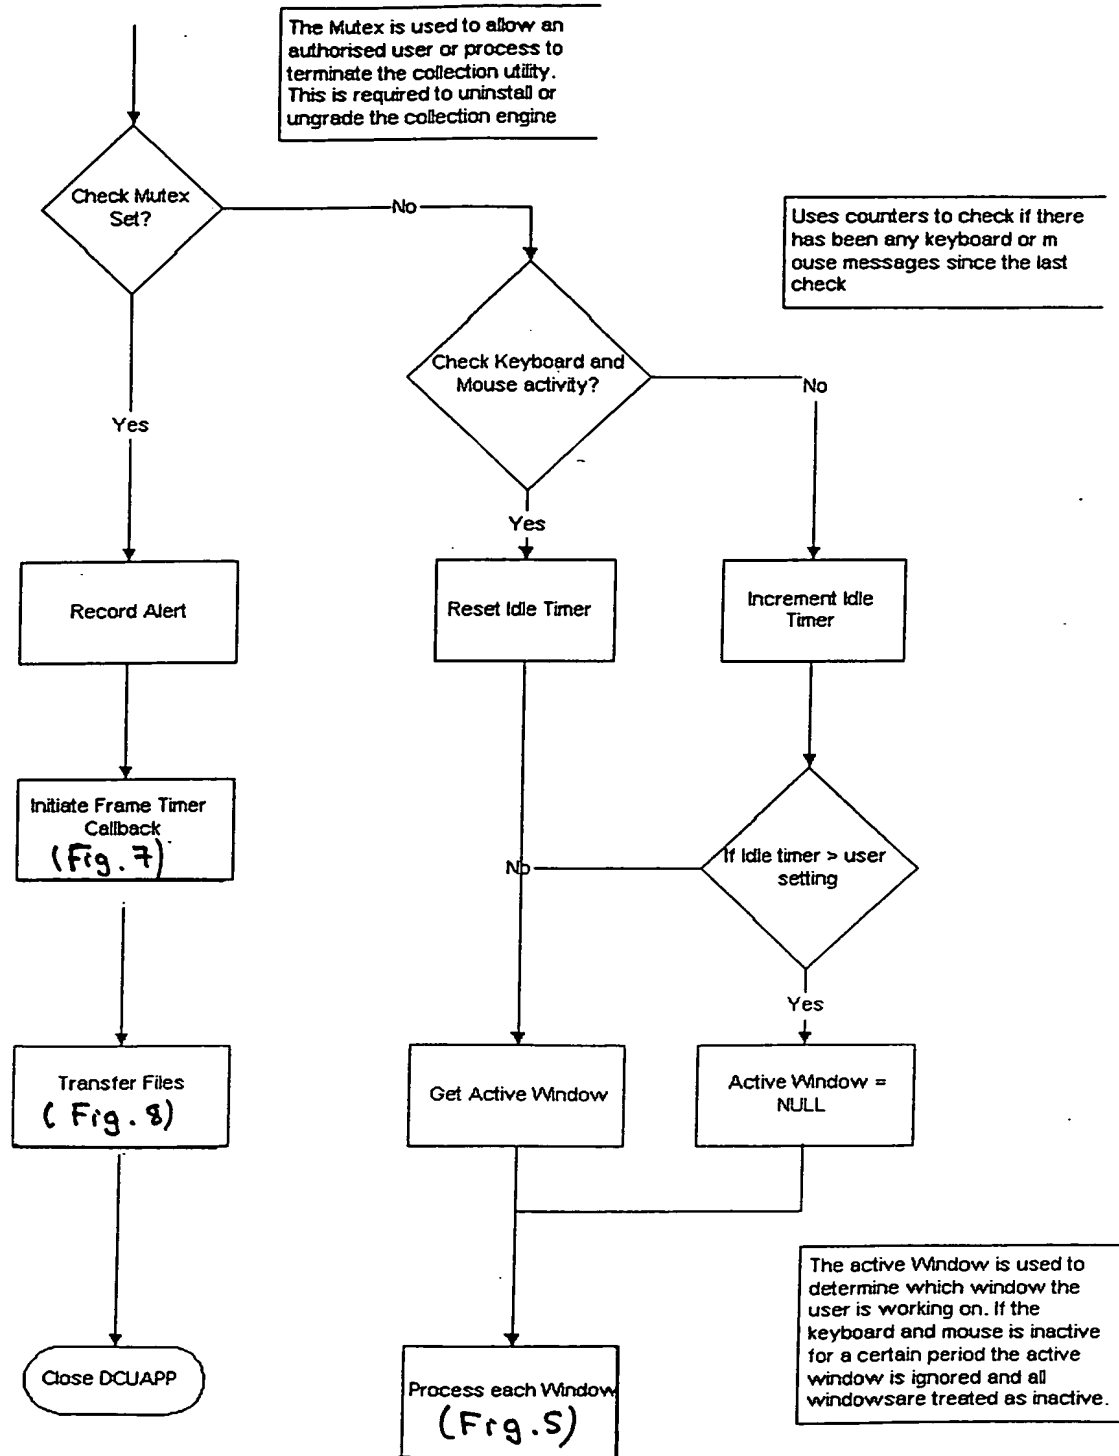 The Mutex is used to allow an
authorised user or process to
terminate the collection utility.
This is required to uninstall or
ungrade the collection engine
Check Mutex
Set?
No
Uses counters to check if there
has been any keyboard or m
ouse messages since the last
check
Check Keyboard and
Mouse activity?
No
Yes
Yes
Record Alert
Reset Idle Timer
Increment Idle
Timer
Initiate Frame Timer
Callback
(Fig. 7)
No
If Idle timer > user
setting
Yes
Transfer Files
(Fig. 8)
Get Active Window
Active Window =
NULL
The active Window is used to
determine which window the
user is working on. If the
keyboard and mouse is inactive
for a certain period the active
window is ignored and all
windowsare treated as inactive.
Close DCUAPP
Process each Window
(Fig. 5)